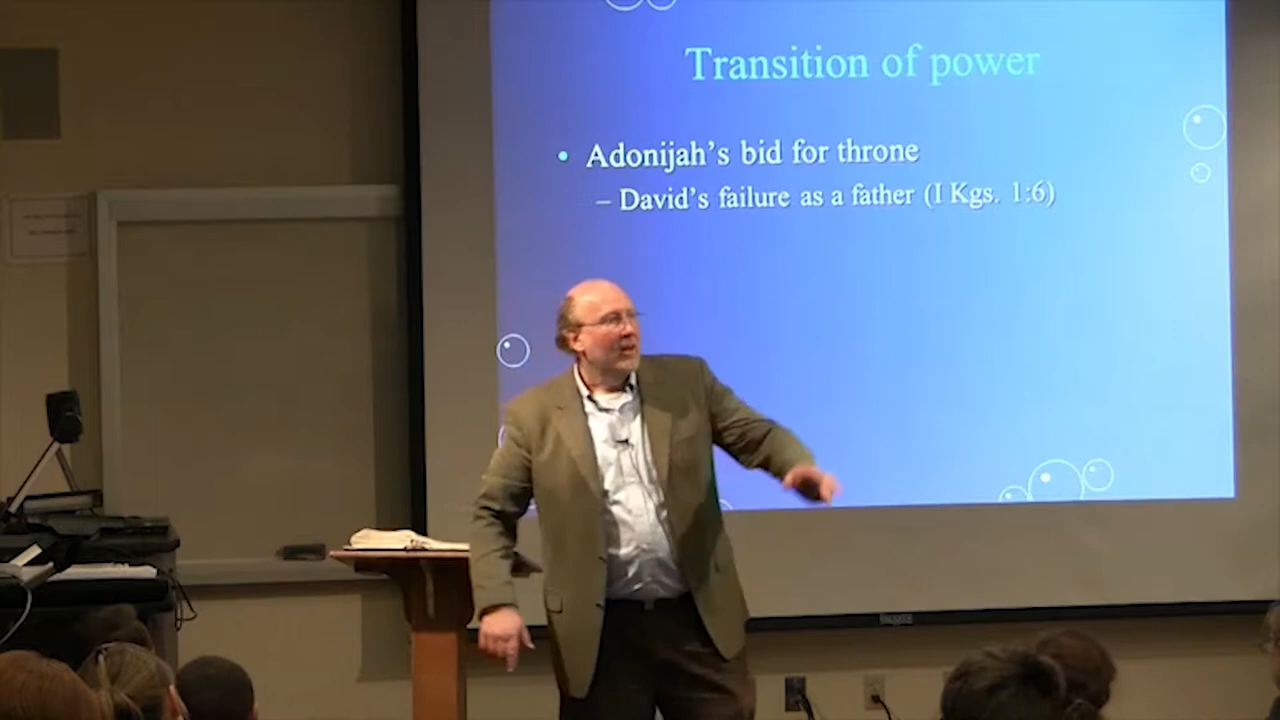 Transition of power
• Adonijah's bid for throne
– David's failure as a father (I Kgs. 1:6)